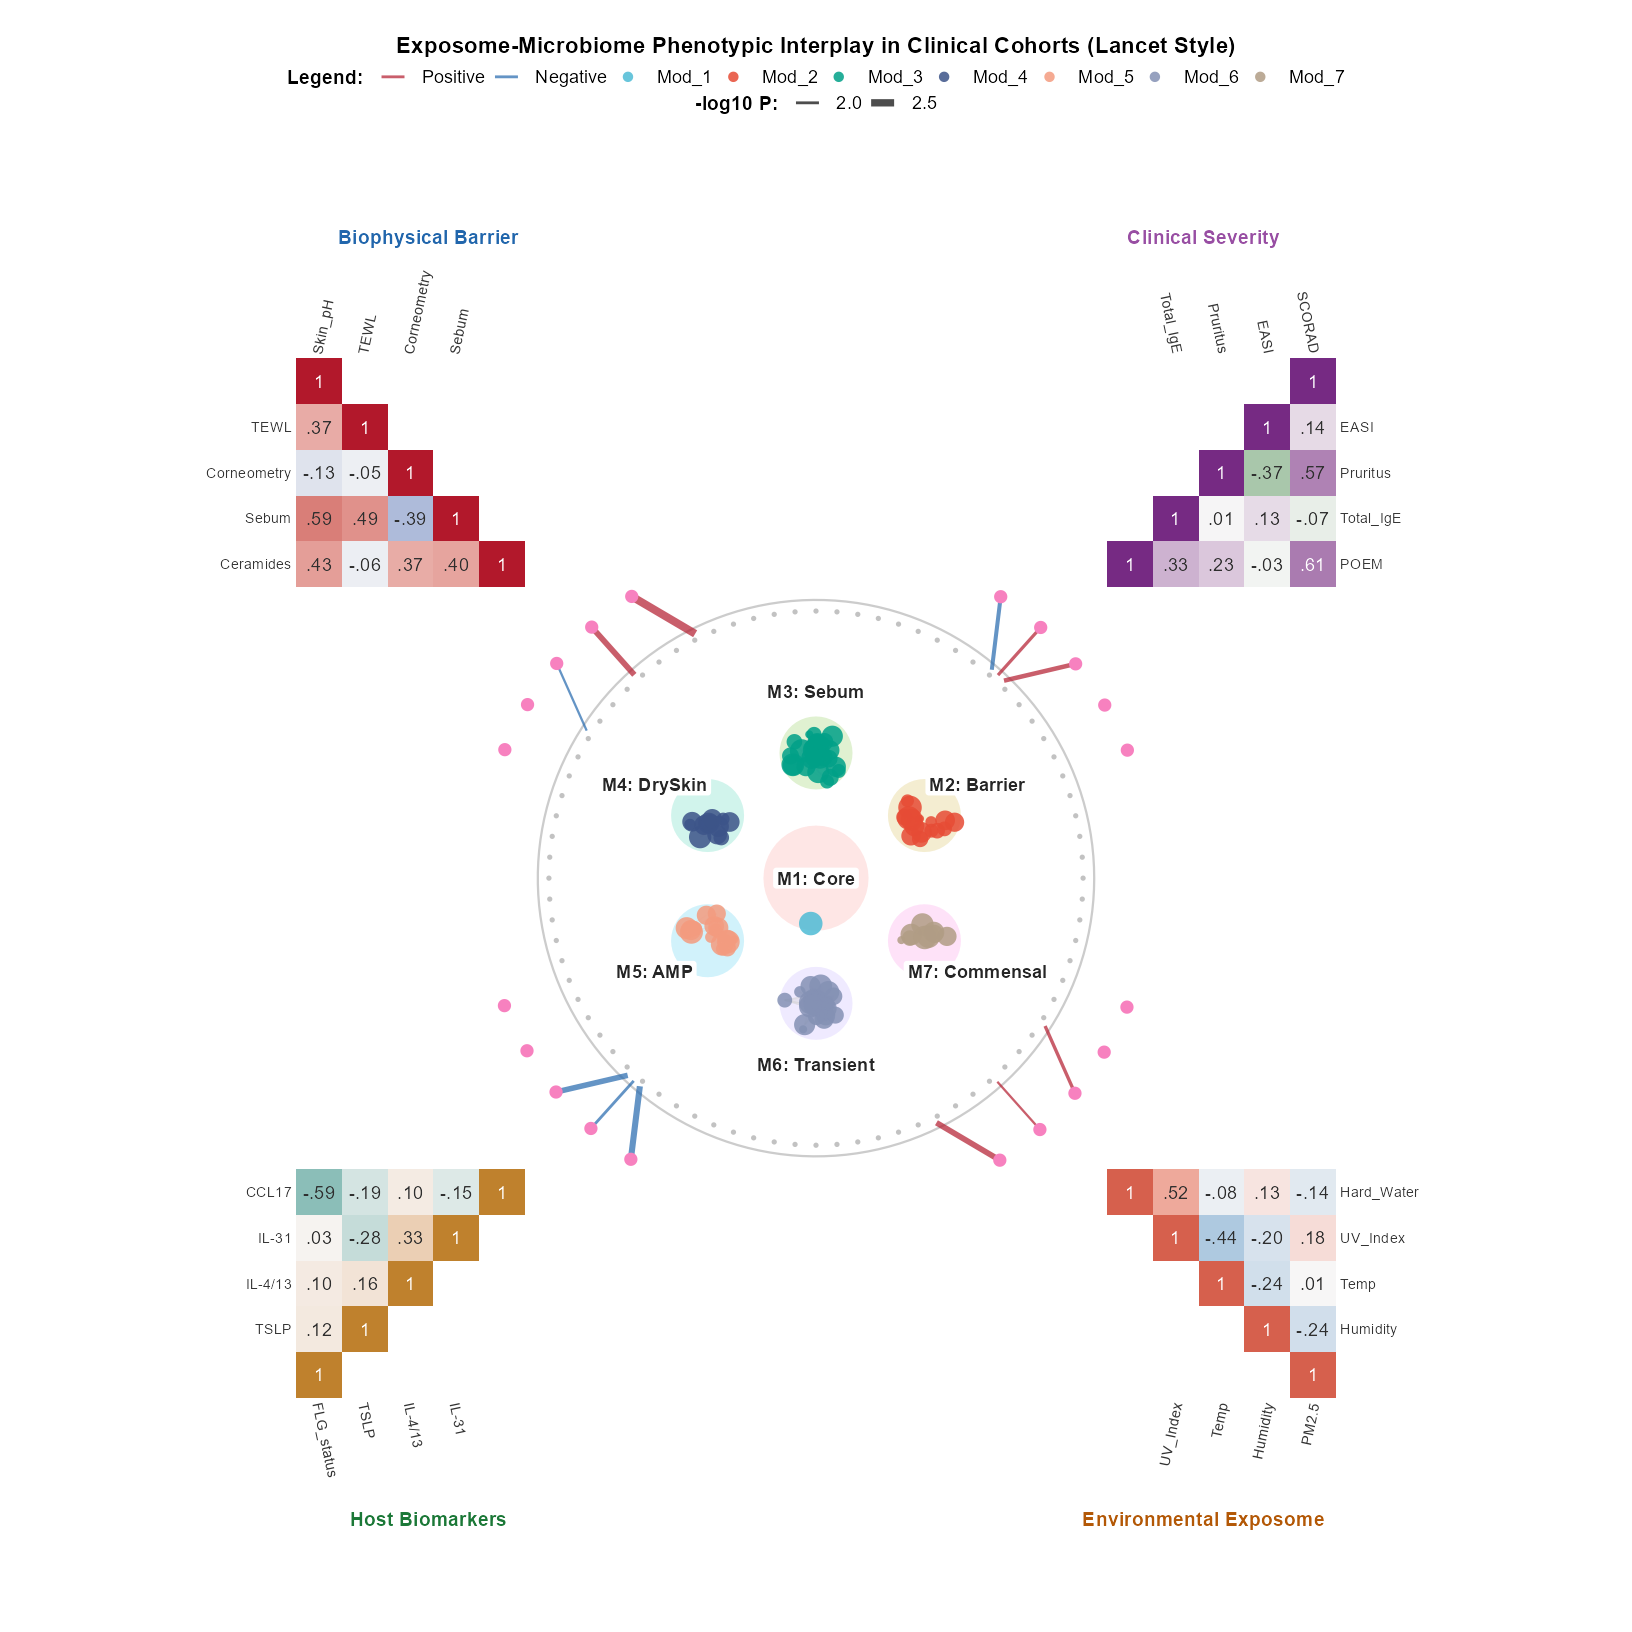 Exposome-Microbiome Phenotypic Interplay in Clinical Cohorts (Lancet Style)
Legend: Positive Negative Mod_1 Mod_2 Mod_3 Mod_4 Mod_5 Mod_6 Mod_7
-log10 P: 2.0 2.5
Biophysical Barrier
Skin_pH TEWL Corneometry Sebum
1
TEWL .37 1
Corneometry -.13 -.05 1
Sebum .59 .49 -.39 1
Ceramides .43 -.06 .37 .40 1
Clinical Severity
Total_IgE Pruritus EASI SCORAD
1
1 .14 EASI
1 -.37 .57 Pruritus
1 .01 .13 -.07 Total_IgE
1 .33 .23 -.03 .61 POEM
M3: Sebum
M4: DrySkin
M2: Barrier
M1: Core
M5: AMP
M7: Commensal
M6: Transient
CCL17 -.59 -.19 .10 -.15 1
IL-31 .03 -.28 .33 1
IL-4/13 .10 .16 1
TSLP .12 1
1
FLG_status TSLP IL-4/13 IL-31
Host Biomarkers
1 .52 -.08 .13 -.14 Hard_Water
1 -.44 -.20 .18 UV_Index
1 -.24 .01 Temp
1 -.24 Humidity
1
UV_Index Temp Humidity PM2.5
Environmental Exposome